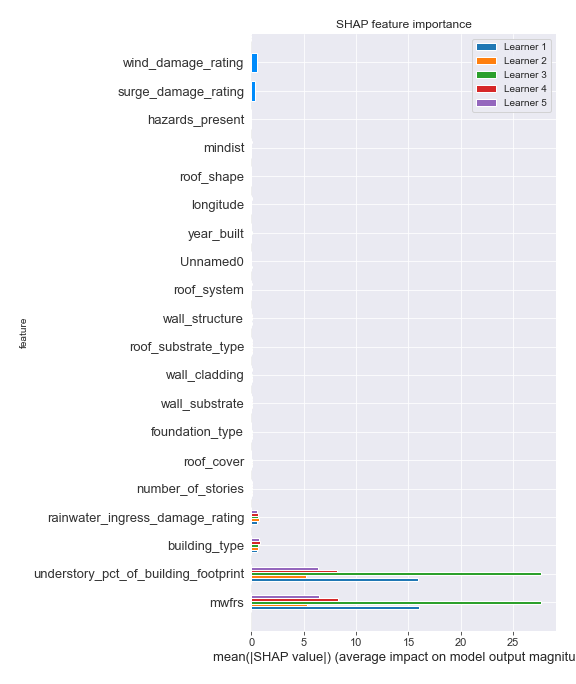 SHAP feature importance
Learner 1
Learner 2
Learner 3
Learner 4
Learner 5
wind_damage_rating
surge_damage_rating
hazards_present
mindist
roof_shape
longitude
year_built
Unnamed0
roof_system
wall_structure
roof_substrate_type
wall_cladding
wall_substrate
foundation_type
roof_cover
number_of_stories
rainwater_ingress_damage_rating
building_type
understory_pct_of_building_footprint
mwfrs
feature
0 5 10 15 20 25
mean(|SHAP value|) (average impact on model output magnitu